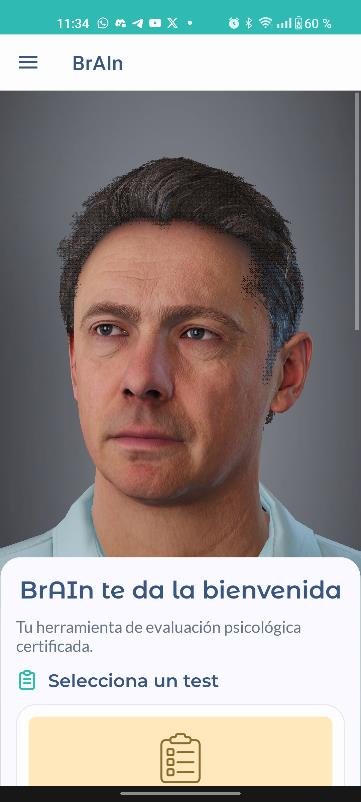 11:34
60 %
BrAIn
BrAIn te da la bienvenida
Tu herramienta de evaluación psicológica
certificada.
Selecciona un test